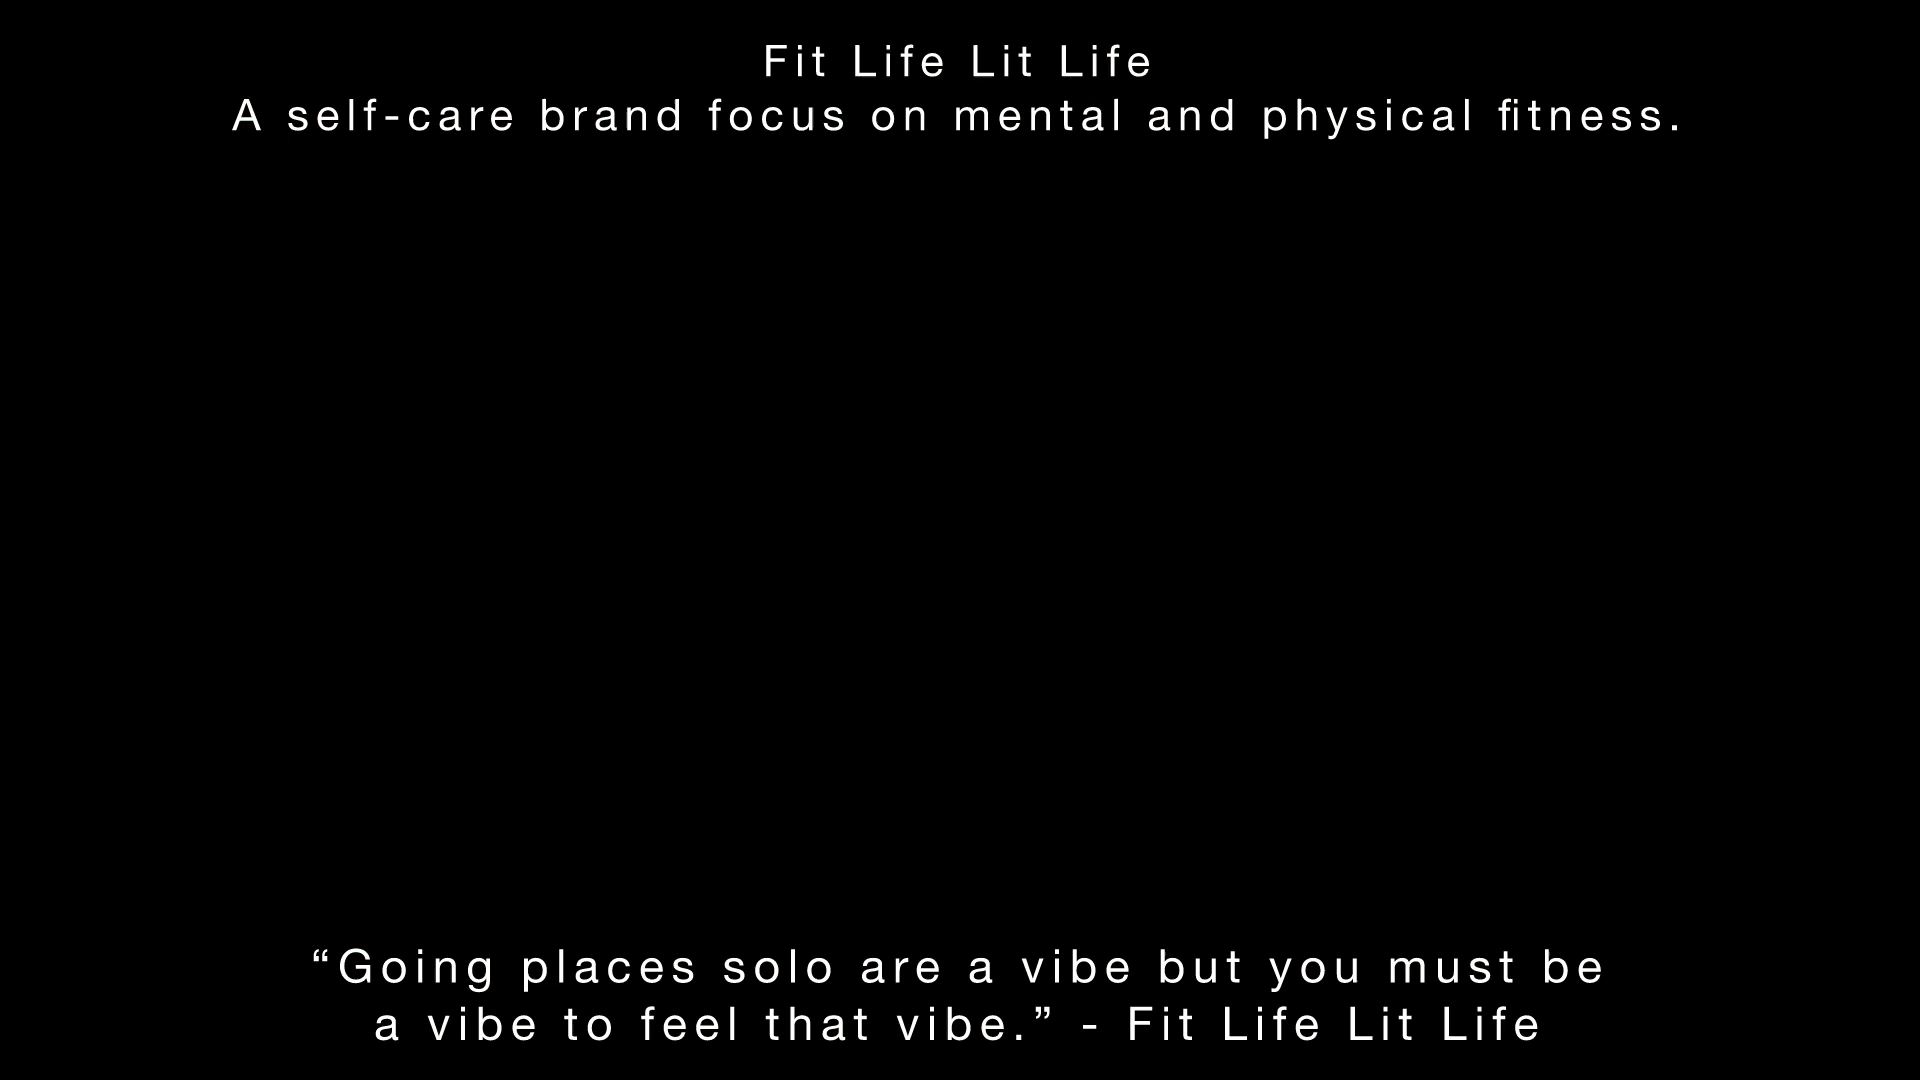 Fit Life Lit Life
A self-care brand focus on mental and physical fitness.
“Going places solo are a vibe but you must be
a vibe to feel that vibe.” - Fit Life Lit Life